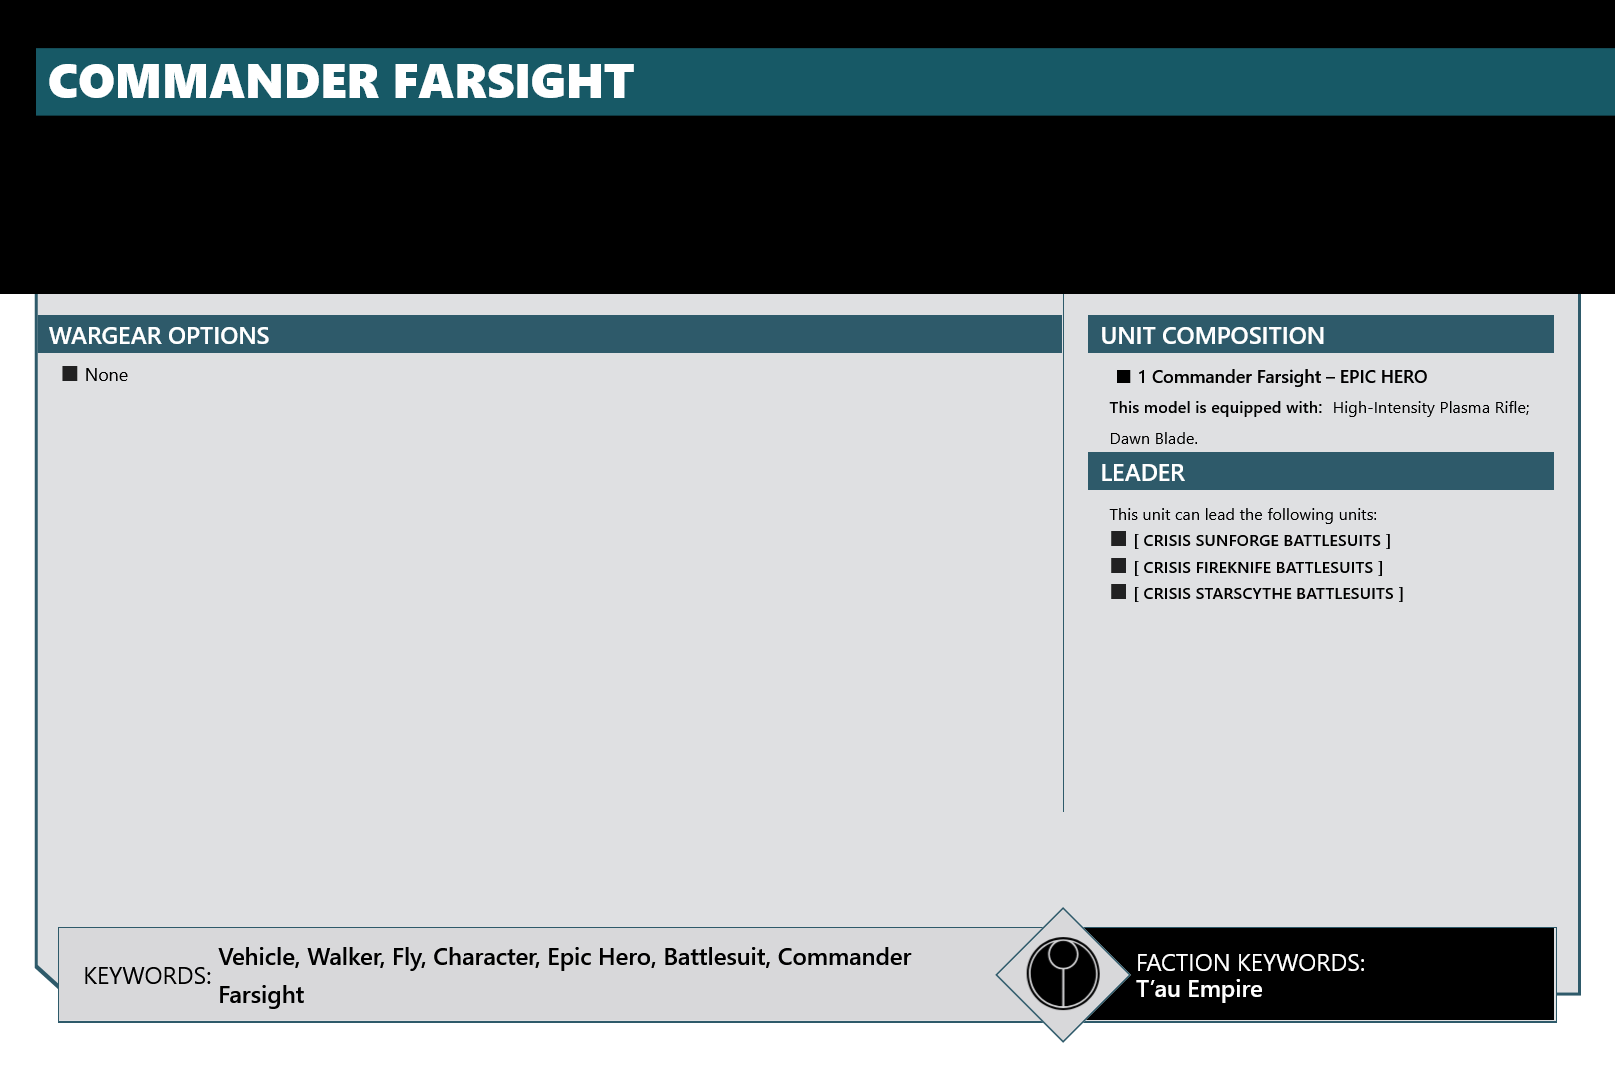 COMMANDER FARSIGHT
WARGEAR OPTIONS
None
UNIT COMPOSITION
1 Commander Farsight – EPIC HERO
This model is equipped with: High-Intensity Plasma Rifle;
Dawn Blade.
LEADER
This unit can lead the following units:
[ CRISIS SUNFORGE BATTLESUITS ]
[ CRISIS FIREKNIFE BATTLESUITS ]
[ CRISIS STARSCYTHE BATTLESUITS ]
KEYWORDS: Vehicle, Walker, Fly, Character, Epic Hero, Battlesuit, Commander
Farsight
FACTION KEYWORDS:
T’au Empire